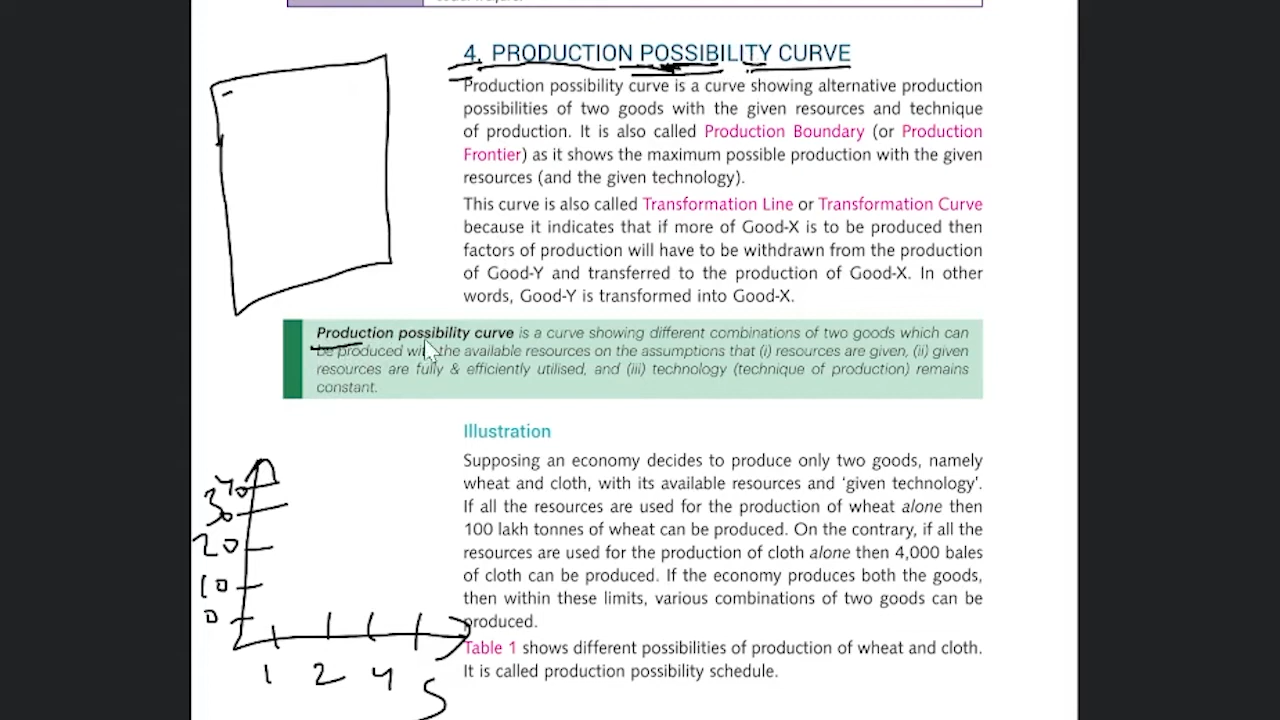 4. PRODUCTION POSSIBILITY CURVE
Production possibility curve is a curve showing alternative production
possibilities of two goods with the given resources and technique
of production. It is also called Production Boundary (or Production
Frontier) as it shows the maximum possible production with the given
resources (and the given technology).
This curve is also called Transformation Line or Transformation Curve
because it indicates that if more of Good-X is to be produced then
factors of production will have to be withdrawn from the production
of Good-Y and transferred to the production of Good-X. In other
words, Good-Y is transformed into Good-X.
Production possibility curve is a curve showing different combinations of two goods which can
be produced with the available resources on the assumptions that (i) resources are given, (ii) given
resources are fully & efficiently utilised, and (iii) technology (technique of production) remains
constant.
Illustration
Supposing an economy decides to produce only two goods, namely
wheat and cloth, with its available resources and ‘given technology’.
If all the resources are used for the production of wheat alone then
100 lakh tonnes of wheat can be produced. On the contrary, if all the
resources are used for the production of cloth alone then 4,000 bales
of cloth can be produced. If the economy produces both the goods,
then within these limits, various combinations of two goods can be
produced.
Table 1 shows different possibilities of production of wheat and cloth.
It is called production possibility schedule.
40
30
20
10
0
1 2 4 5